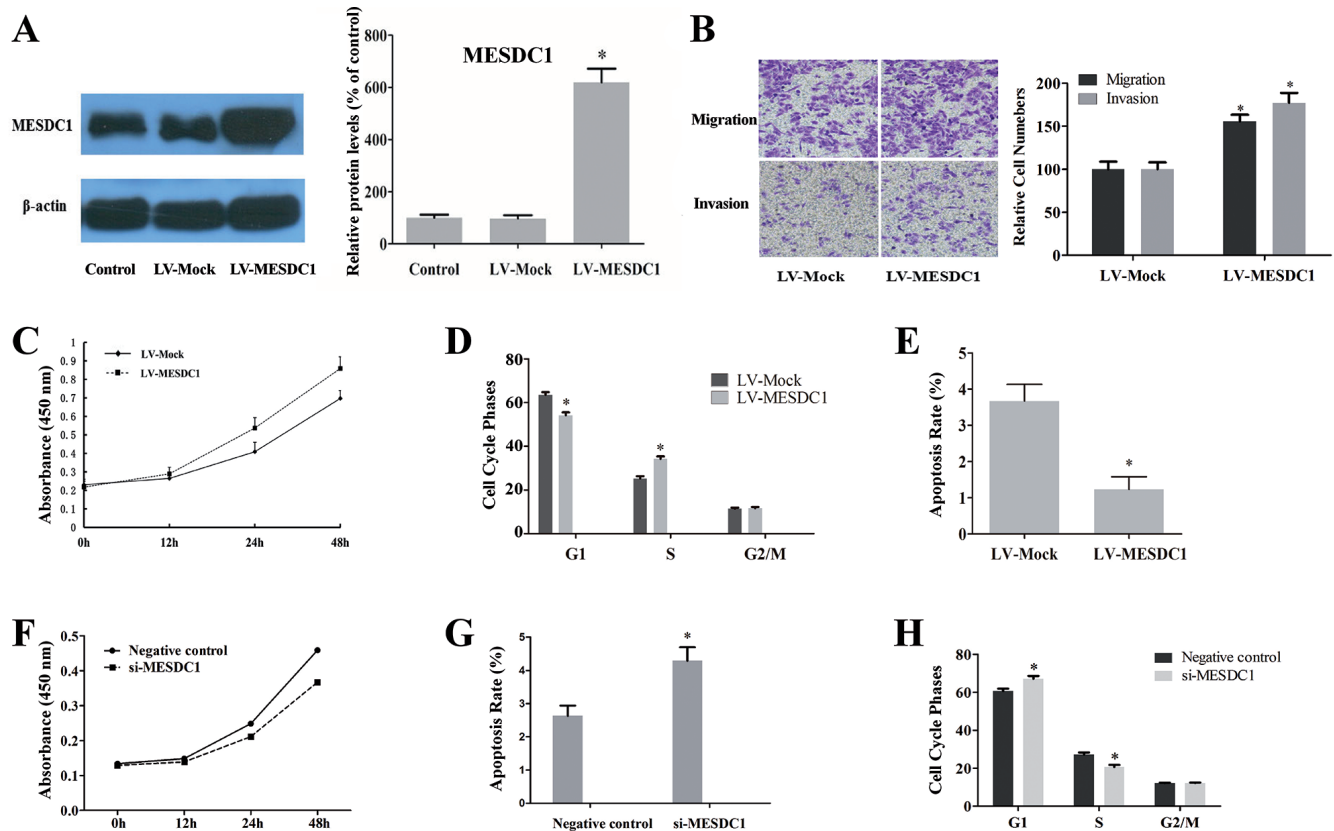 A
MESDC1
β-actin
Control LV-Mock LV-MESDC1
Relative protein levels (% of control)
MESDC1
800
600
400
200
0
*
Control LV-Mock LV-MESDC1
B
Migration
Invasion
LV-Mock LV-MESDC1
Relative Cell Numebers
Migration
Invasion
200
150
100
50
0
* *
LV-Mock LV-MESDC1
C
Absorbance (450 nm)
LV-Mock
LV-MESDC1
1
0.9
0.8
0.7
0.6
0.5
0.4
0.3
0.2
0.1
0
0h 12h 24h 48h
D
Cell Cycle Phases
LV-Mock
LV-MESDC1
80
60
40
20
0
* *
G1 S G2/M
E
Apoptosis Rate (%)
5
4
3
2
1
0
*
LV-Mock LV-MESDC1
F
Absorbance (450 nm)
Negative control
si-MESDC1
0.5
0.4
0.3
0.2
0.1
0.0
0h 12h 24h 48h
G
Apoptosis Rate (%)
5
4
3
2
1
0
*
Negative control si-MESDC1
H
Cell Cycle Phases
Negative control
si-MESDC1
80
60
40
20
0
* *
G1 S G2/M